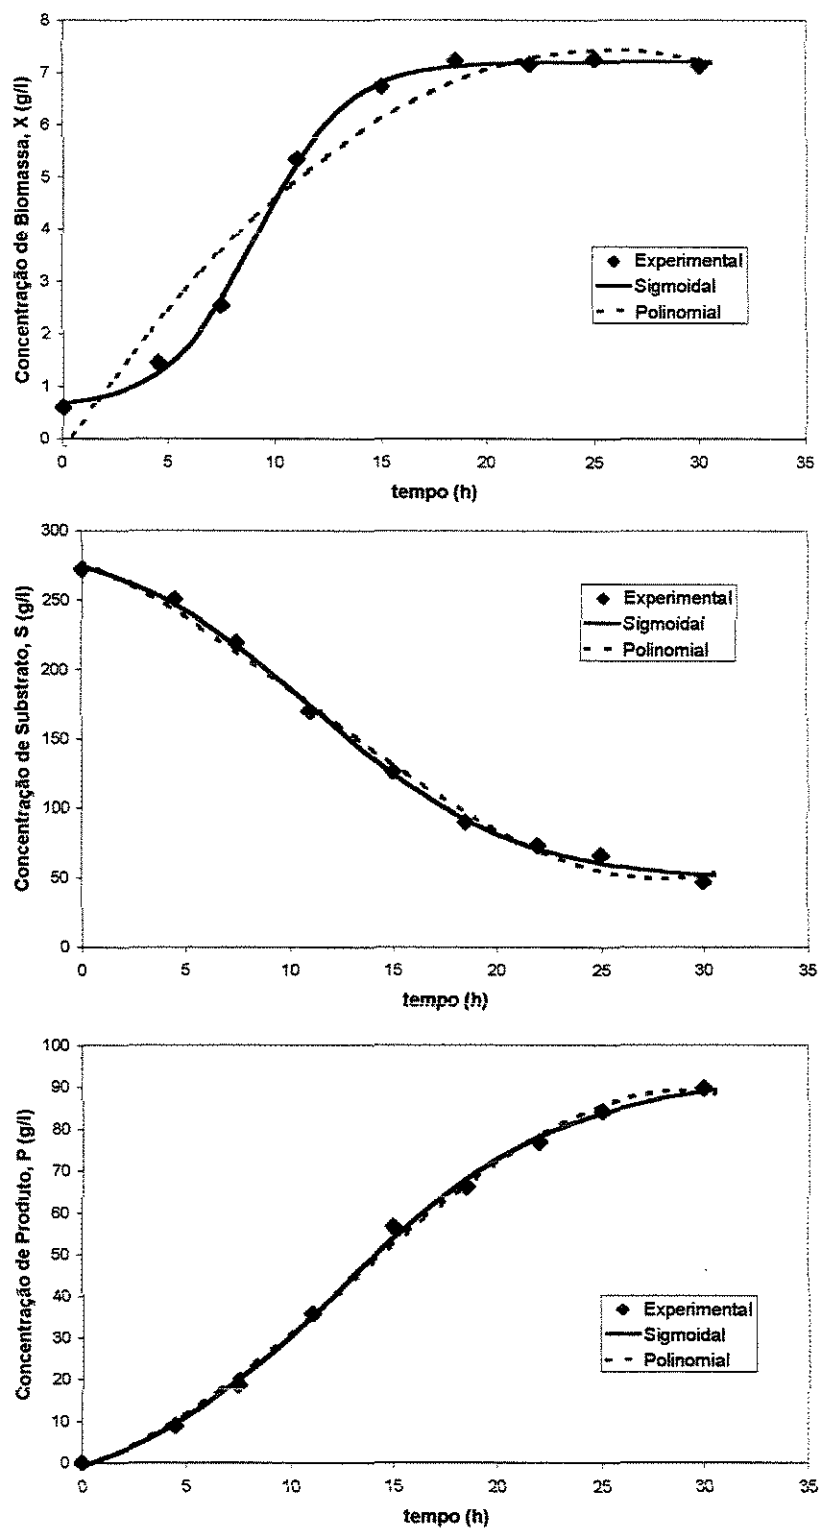 8
7
6
5
4
3
2
1
0
Concentração de Biomassa, X (g/l)
Experimental
Sigmoidal
Polinomial
0 5 10 15 20 25 30 35
tempo (h)
300
250
200
150
100
50
0
Concentração de Substrato, S (g/l)
Experimental
Sigmoidal
Polinomial
0 5 10 15 20 25 30 35
tempo (h)
100
90
80
70
60
50
40
30
20
10
0
Concentração de Produto, P (g/l)
Experimental
Sigmoidal
Polinomial
0 5 10 15 20 25 30 35
tempo (h)